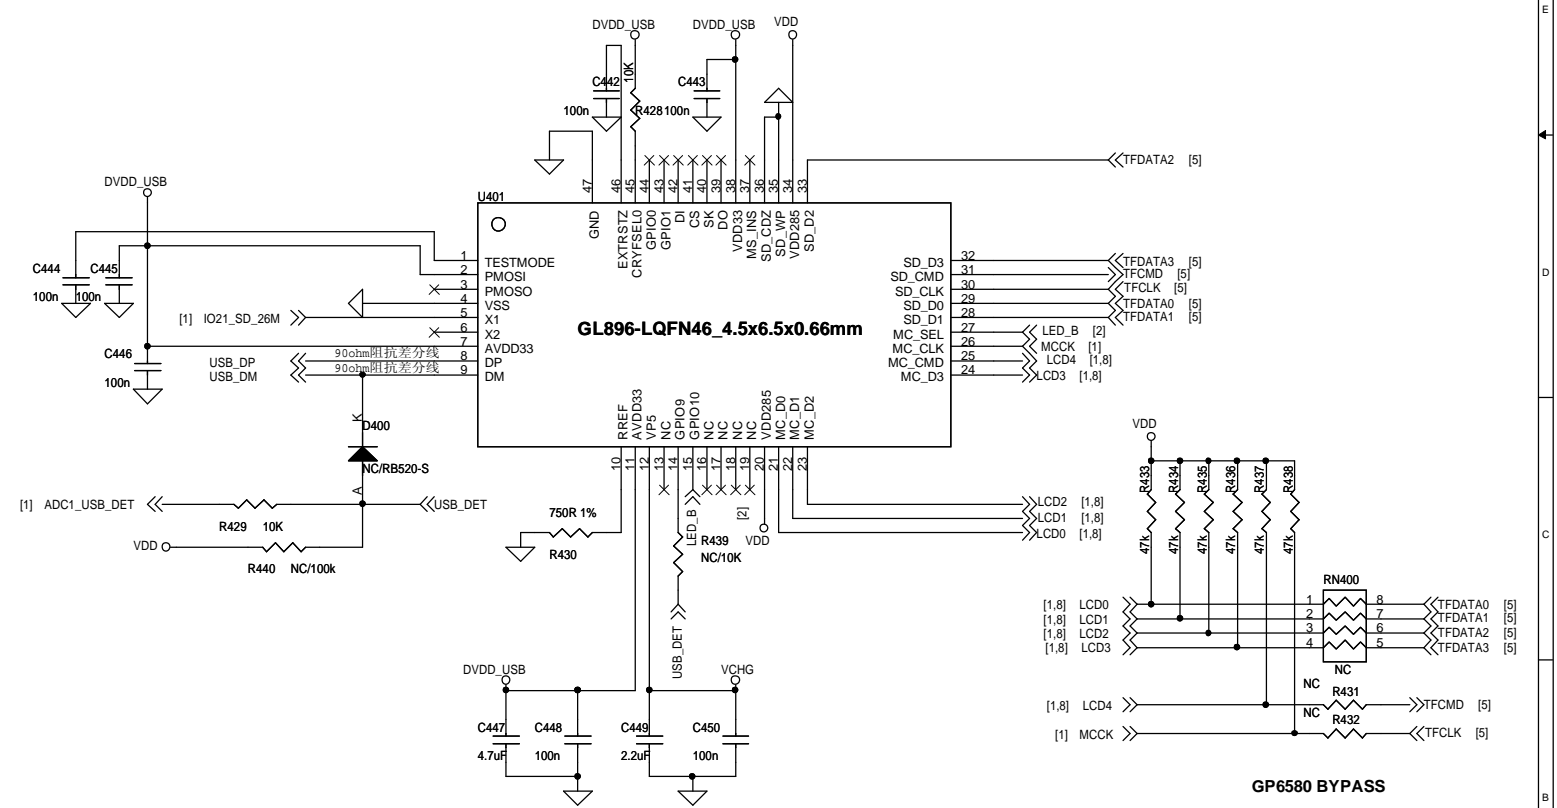 E
DVDD_USB
DVDD_USB
VDD
C442
100n
10K
R428
C443
100n
TFDATA2 [5]
DVDD_USB
U401
47
46
45
44
43
42
41
40
39
38
37
36
35
34
33
GND
EXTRSTZ
CRYFSEL0
GPIO0
GPIO1
DI
CS
SK
DO
VDD33
MS_INS
SD_CDZ
SD_WP
VDD285
SD_D2
C444
100n
C445
100n
1 TESTMODE
2 PMOSI
3 PMOSO
4 VSS
[1] IO21_SD_26M 5 X1
6 X2
7 AVDD33
USB_DP 90ohm阻抗差分线 8 DP
USB_DM 90ohm阻抗差分线 9 DM
C446
100n
GL896-LQFN46_4.5x6.5x0.66mm
SD_D3 32 TFDATA3 [5]
SD_CMD 31 TFCMD [5]
SD_CLK 30 TFCLK [5]
SD_D0 29 TFDATA0 [5]
SD_D1 28 TFDATA1 [5]
MC_SEL 27 LED_B [2]
MC_CLK 26 MCCK [1]
MC_CMD 25 LCD4 [1,8]
MC_D3 24 LCD3 [1,8]
D
RREF
AVDD33
VP5
NC
GPIO9
GPIO10
NC
NC
NC
NC
VDD285
MC_D0
MC_D1
MC_D2
10
11
12
13
14
15
16
17
18
19
20
21
22
23
K
D400
NC/RB520-S
A
[1] ADC1_USB_DET
R429 10K
USB_DET
VDD
R440 NC/100k
750R 1%
R430
LED_B
[2]
R439
NC/10K
VDD
USB_DET
LCD2 [1,8]
LCD1 [1,8]
LCD0 [1,8]
VDD
R433
R434
R435
R436
R437
R438
47k
47k
47k
47k
47k
47k
C
RN400
[1,8] LCD0 1 8 TFDATA0 [5]
[1,8] LCD1 2 7 TFDATA1 [5]
[1,8] LCD2 3 6 TFDATA2 [5]
[1,8] LCD3 4 5 TFDATA3 [5]
NC
NC
R431
[1,8] LCD4 TFCMD [5]
NC
R432
[1] MCCK TFCLK [5]
DVDD_USB
VCHG
C447
4.7uF
C448
100n
C449
2.2uF
C450
100n
GP6580 BYPASS
B